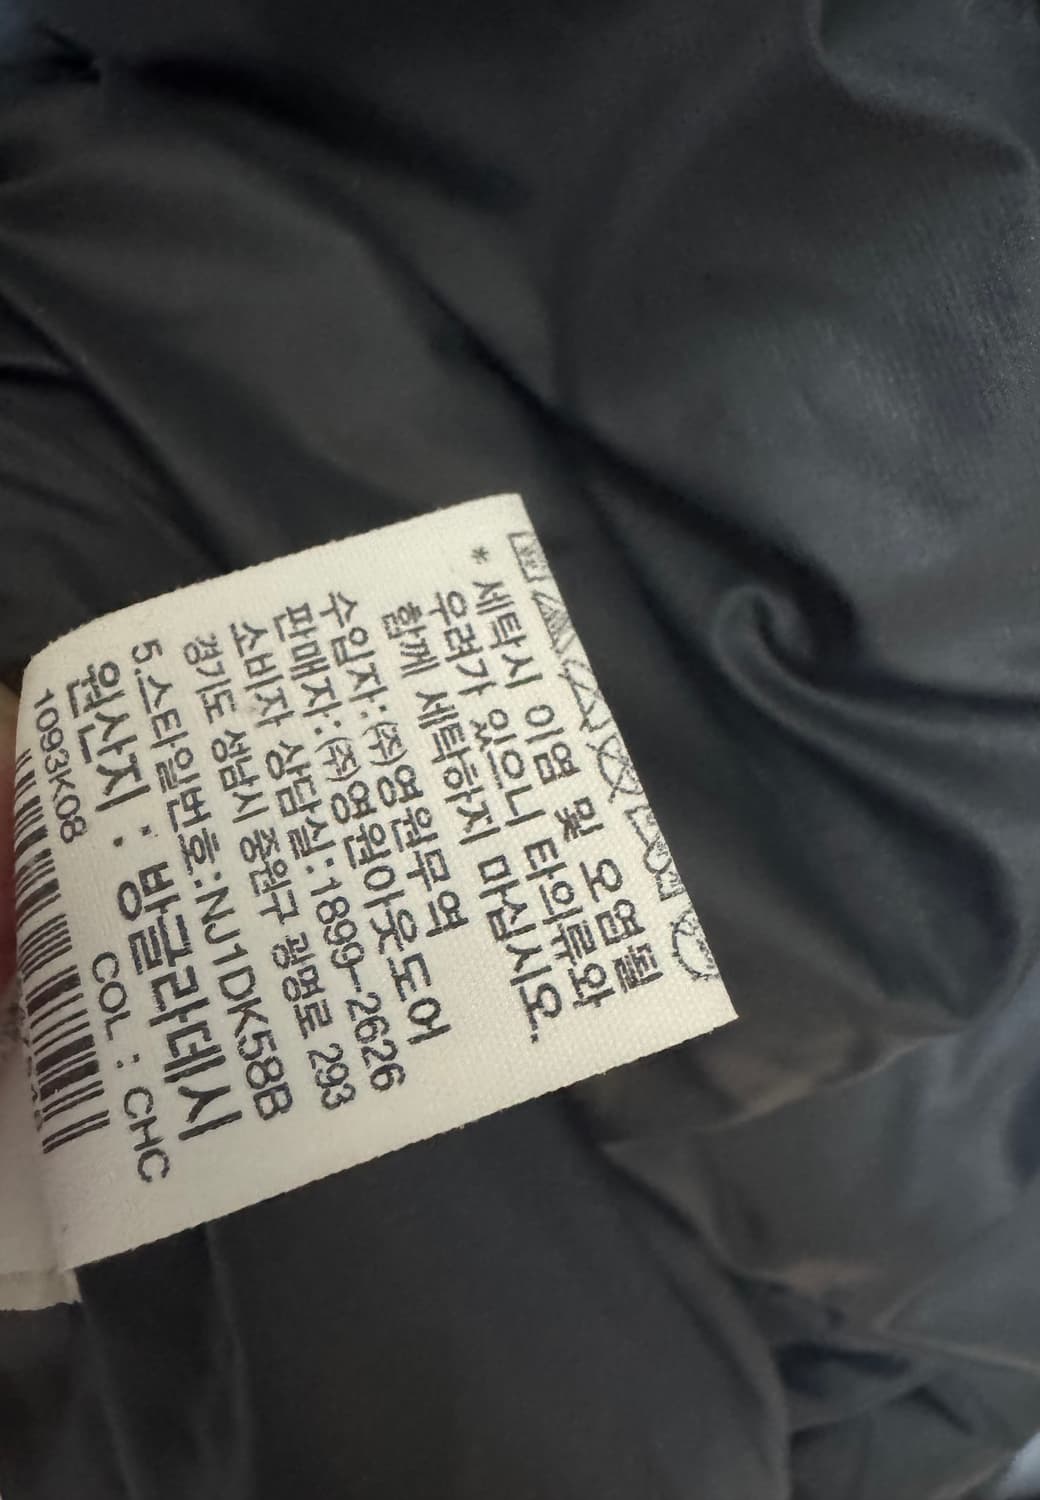 * 세탁시 이염 및 오염될
우려가 있으니 타의류와
함께 세탁하지 마십시오.
수입자:(주)영원무역
판매자:(주)영원아웃도어
소비자 상담실:1899-2626
경기도 성남시 중원구 광명로 293
5.스타일번호:NJ1DK58B
원산지 : 방글라데시
1093K08 COL : CHC